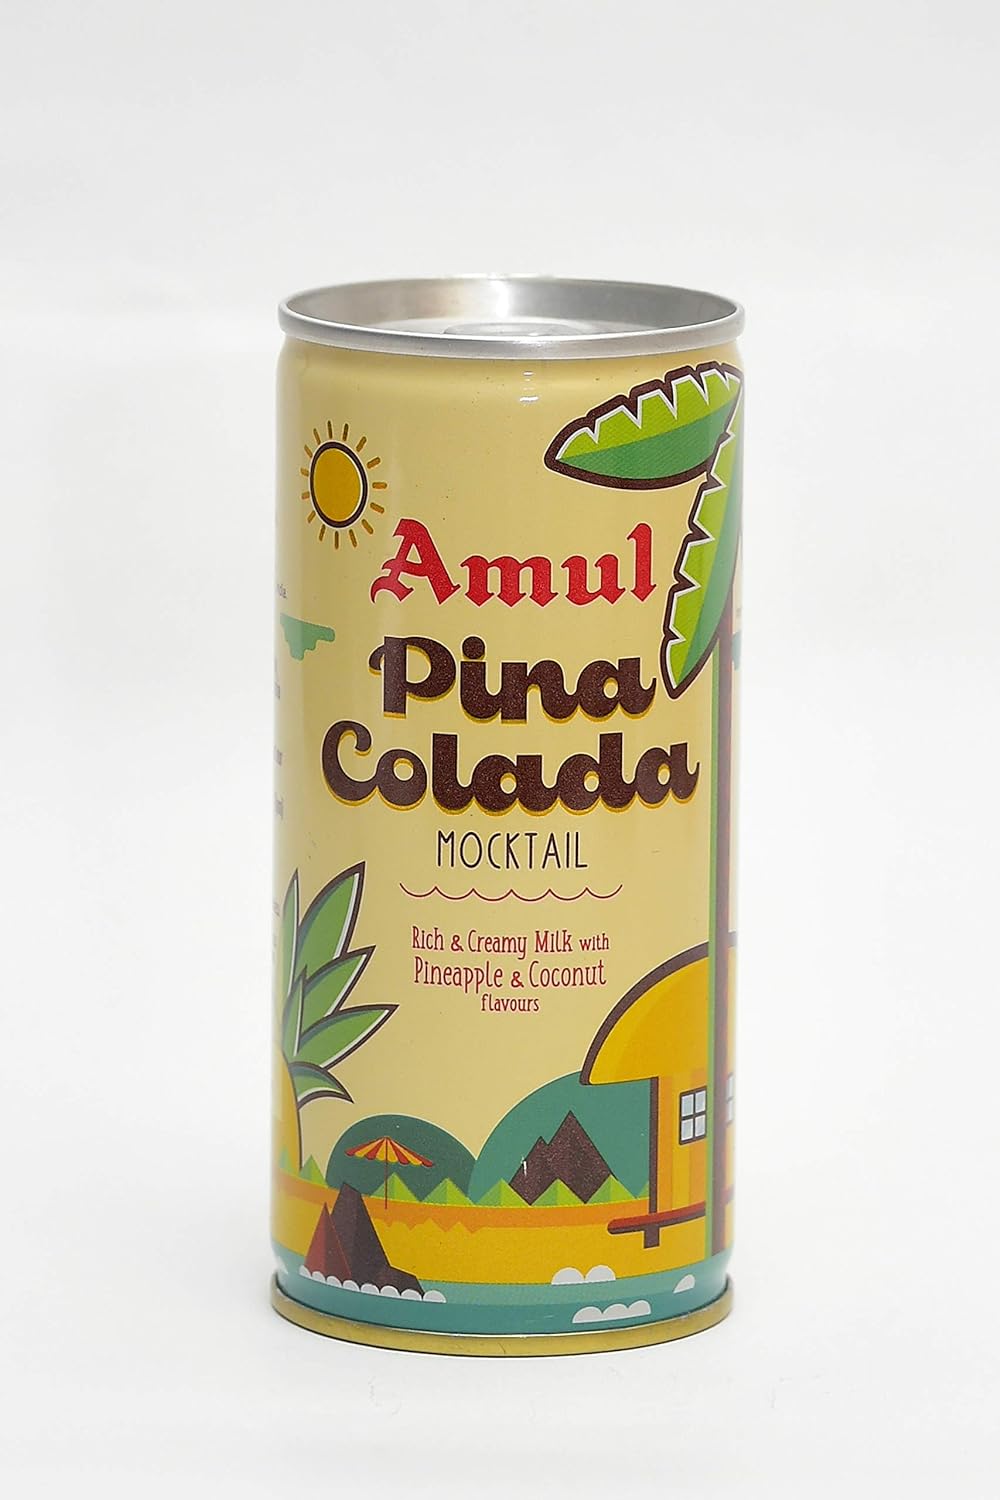 Amul
Pina
Colada
MOCKTAIL
Rich & Creamy Milk with
Pineapple & Coconut
flavours